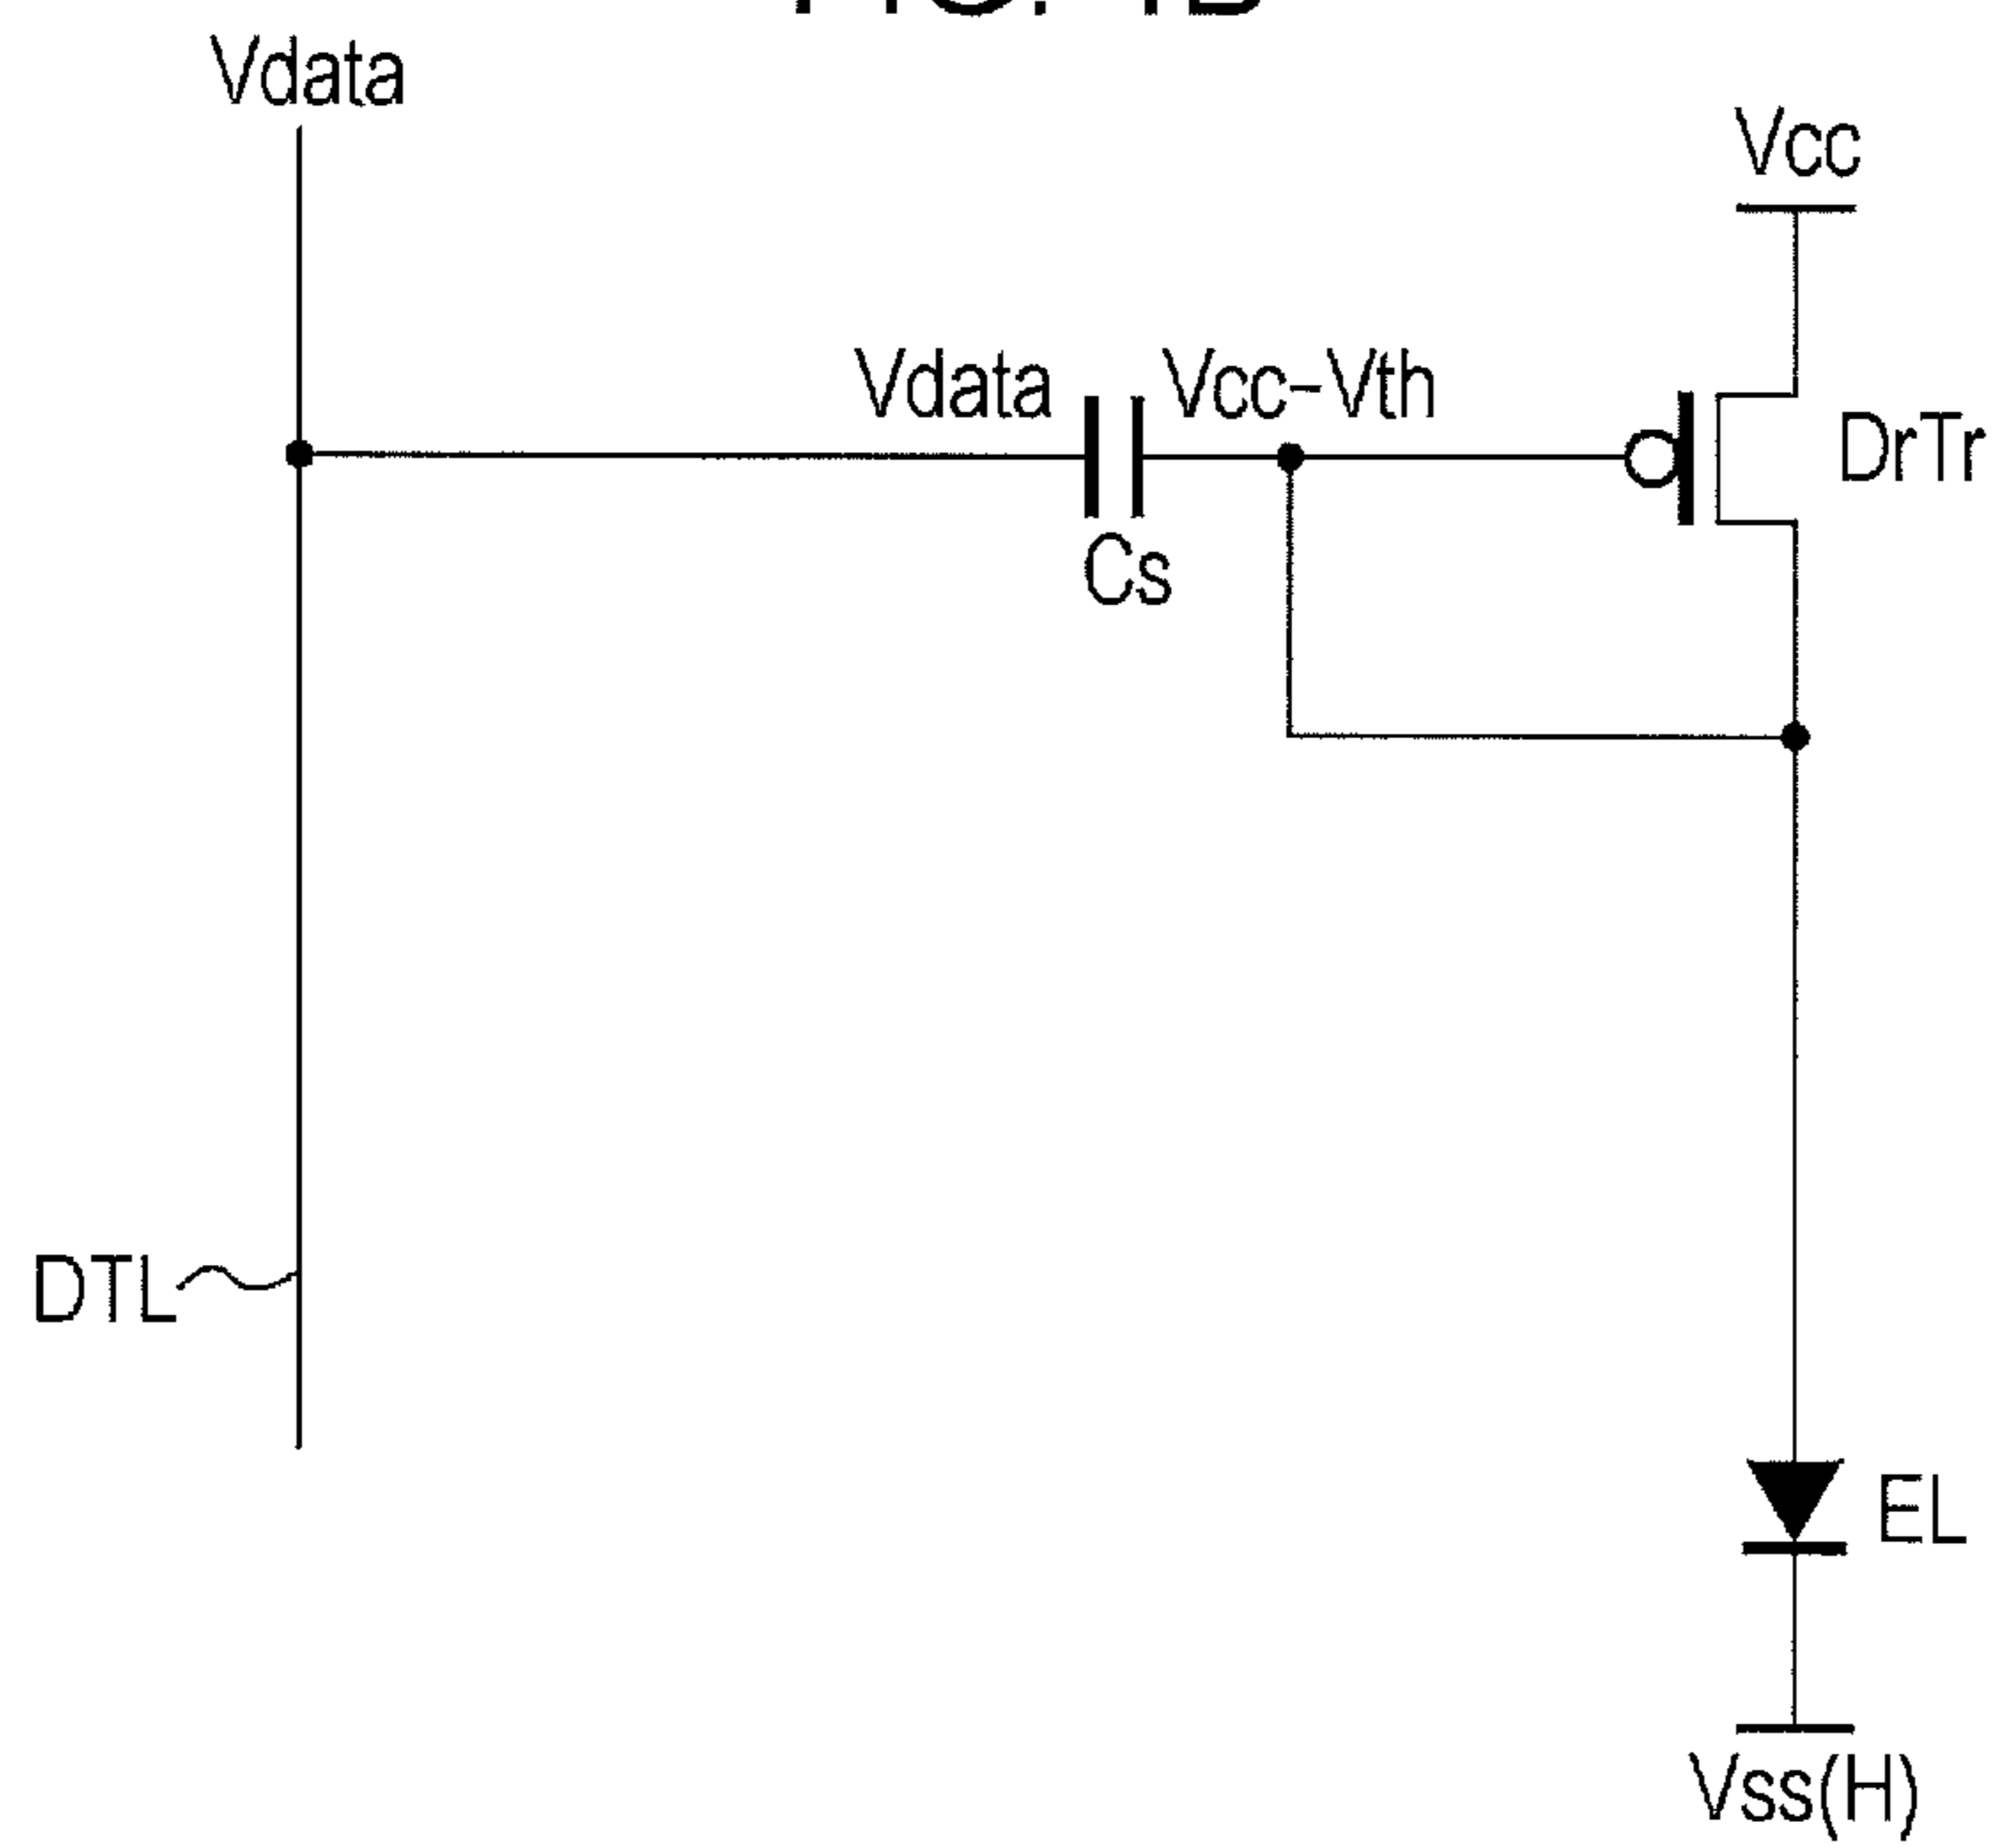 Vdata
Vcc
Vdata
Vcc-Vth
DrTr
Cs
DTL
EL
Vss(H)